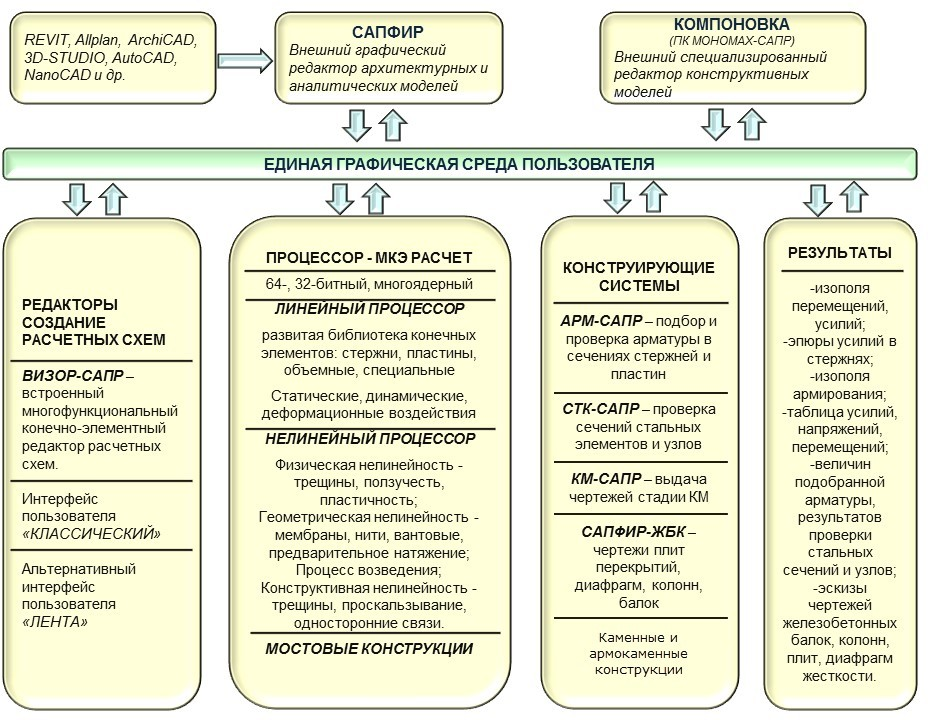 REVIT, Allplan, ArchiCAD,
3D-STUDIO, AutoCAD,
NanoCAD и др.
САПФИР
Внешний графический
редактор архитектурных и
аналитических моделей
КОМПОНОВКА
(ПК МОНОМАХ-САПР)
Внешний специализированный
редактор конструктивных
моделей
ЕДИНАЯ ГРАФИЧЕСКАЯ СРЕДА ПОЛЬЗОВАТЕЛЯ
РЕДАКТОРЫ
СОЗДАНИЕ
РАСЧЕТНЫХ СХЕМ
ВИЗОР-САПР –
встроенный
многофункциональный
конечно-элементный
редактор расчетных
схем.
Интерфейс
пользователя
«КЛАССИЧЕСКИЙ»
Альтернативный
интерфейс
пользователя
«ЛЕНТА»
ПРОЦЕССОР - МКЭ РАСЧЕТ
64-, 32-битный, многоядерный
ЛИНЕЙНЫЙ ПРОЦЕССОР
развитая библиотека конечных
элементов: стержни, пластины,
объемные, специальные
Статические, динамические,
деформационные воздействия
НЕЛИНЕЙНЫЙ ПРОЦЕССОР
Физическая нелинейность -
трещины, ползучесть,
пластичность;
Геометрическая нелинейность -
мембраны, нити, вантовые,
предварительное натяжение;
Процесс возведения;
Конструктивная нелинейность -
трещины, проскальзывание,
односторонние связи.
МОСТОВЫЕ КОНСТРУКЦИИ
КОНСТРУИРУЮЩИЕ
СИСТЕМЫ
АРМ-САПР – подбор и
проверка арматуры в
сечениях стержней и
пластин
СТК-САПР – проверка
сечений стальных
элементов и узлов
КМ-САПР – выдача
чертежей стадии КМ
САПФИР-ЖБК –
чертежи плит
перекрытий,
диафрагм, колонн,
балок
Каменные и
армокаменные
конструкции
РЕЗУЛЬТАТЫ
-изополя
перемещений,
усилий;
-эпюры усилий в
стержнях;
-изополя
армирования;
-таблица усилий,
напряжений,
перемещений;
-величин
подобранной
арматуры,
результатов
проверки
стальных
сечений и узлов;
-эскизы
чертежей
железобетонных
балок, колонн,
плит, диафрагм
жесткости.